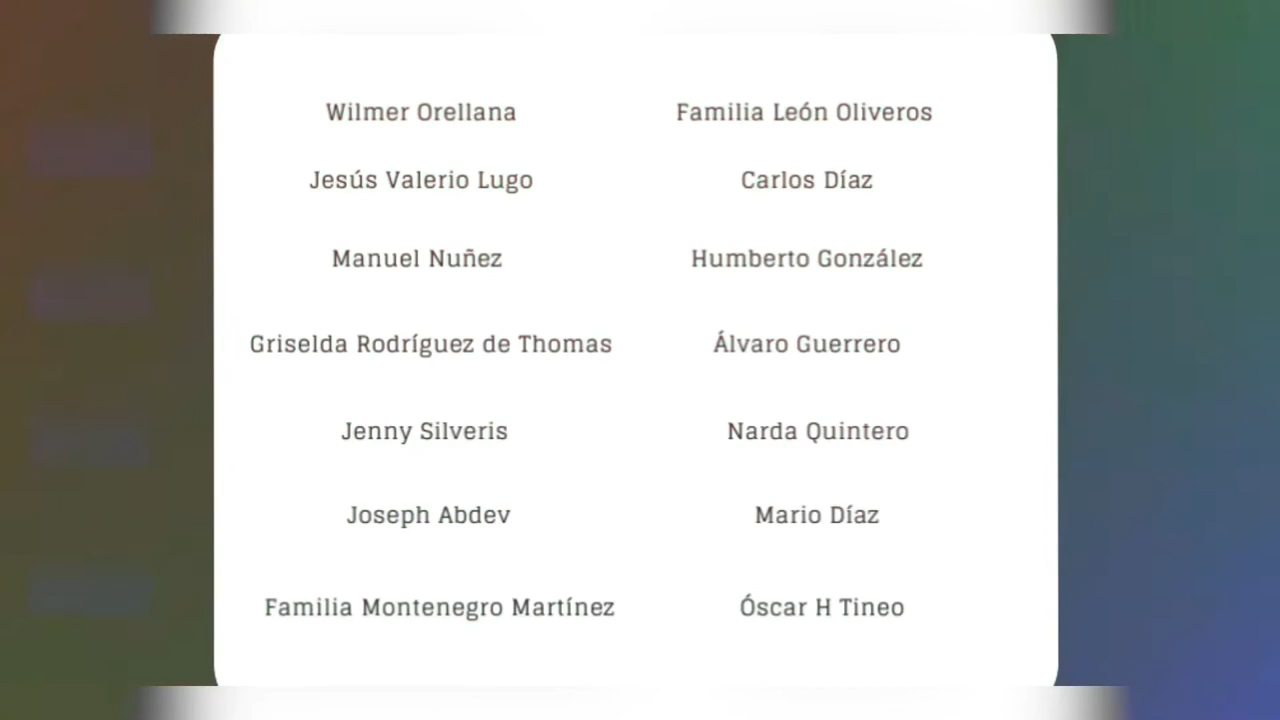 Wilmer Orellana
Familia León Oliveros
Jesús Valerio Lugo
Carlos Díaz
Manuel Nuñez
Humberto González
Griselda Rodríguez de Thomas
Álvaro Guerrero
Jenny Silveris
Narda Quintero
Joseph Abdev
Mario Díaz
Familia Montenegro Martínez
Óscar H Tineo